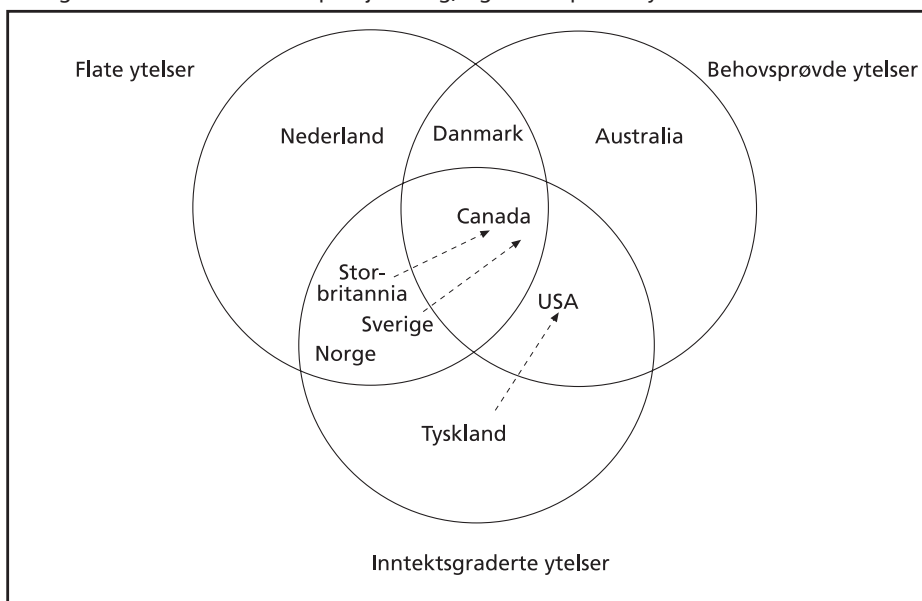 Flate ytelser
Behovsprøvde ytelser
Nederland
Danmark
Australia
Canada
Stor-
britannia
USA
Sverige
Norge
Tyskland
Inntektsgraderte ytelser